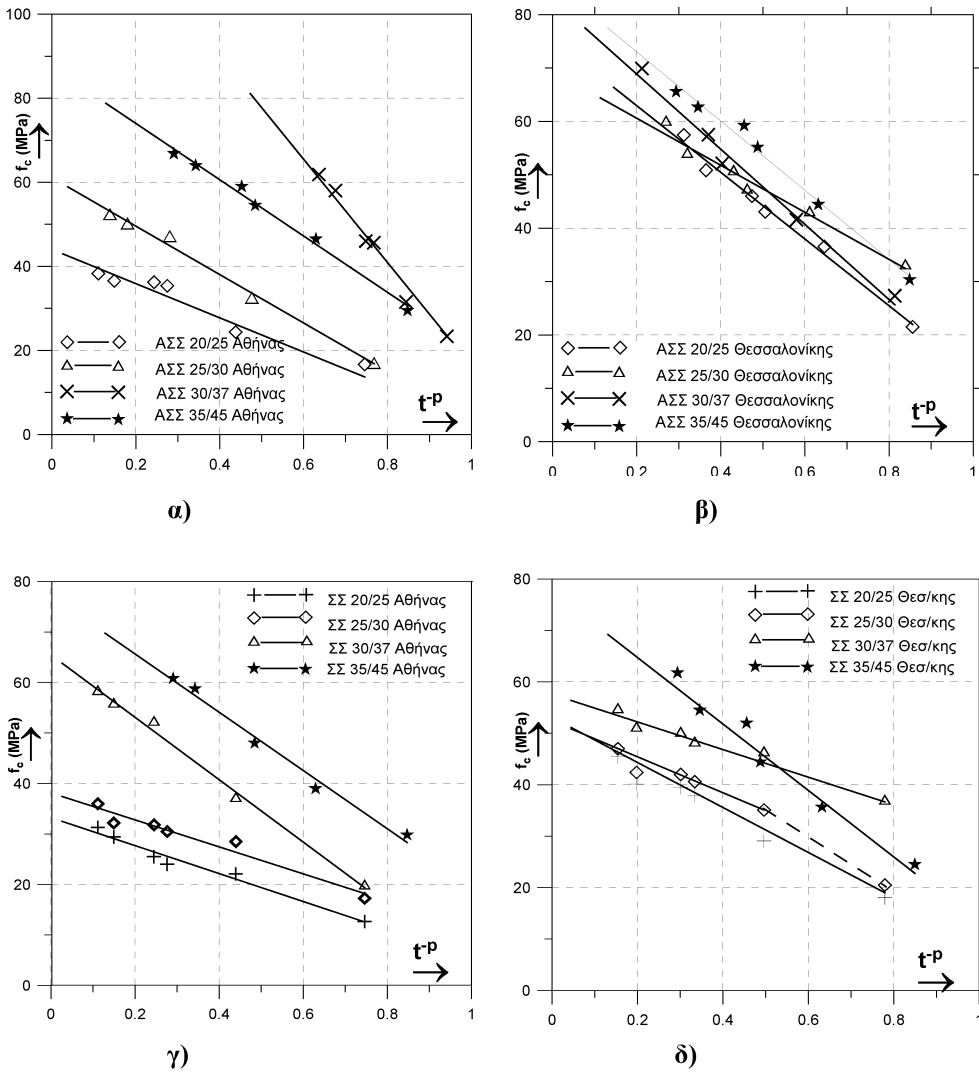 100
80
60
40
20
0
f_c (MPa)
ΑΣΣ 20/25 Αθήνας
ΑΣΣ 25/30 Αθήνας
ΑΣΣ 30/37 Αθήνας
ΑΣΣ 35/45 Αθήνας
t^-p
0 0.2 0.4 0.6 0.8 1
α)
80
60
40
20
0
f_c (MPa)
ΑΣΣ 20/25 Θεσσαλονίκης
ΑΣΣ 25/30 Θεσσαλονίκης
ΑΣΣ 30/37 Θεσσαλονίκης
ΑΣΣ 35/45 Θεσσαλονίκης
t^-p
0 0.2 0.4 0.6 0.8 1
β)
80
60
40
20
0
f_c (MPa)
ΣΣ 20/25 Αθήνας
ΣΣ 25/30 Αθήνας
ΣΣ 30/37 Αθήνας
ΣΣ 35/45 Αθήνας
t^-p
0 0.2 0.4 0.6 0.8 1
γ)
80
60
40
20
0
f_c (MPa)
ΣΣ 20/25 Θεσ/κης
ΣΣ 25/30 Θεσ/κης
ΣΣ 30/37 Θεσ/κης
ΣΣ 35/45 Θεσ/κης
t^-p
0 0.2 0.4 0.6 0.8 1
δ)